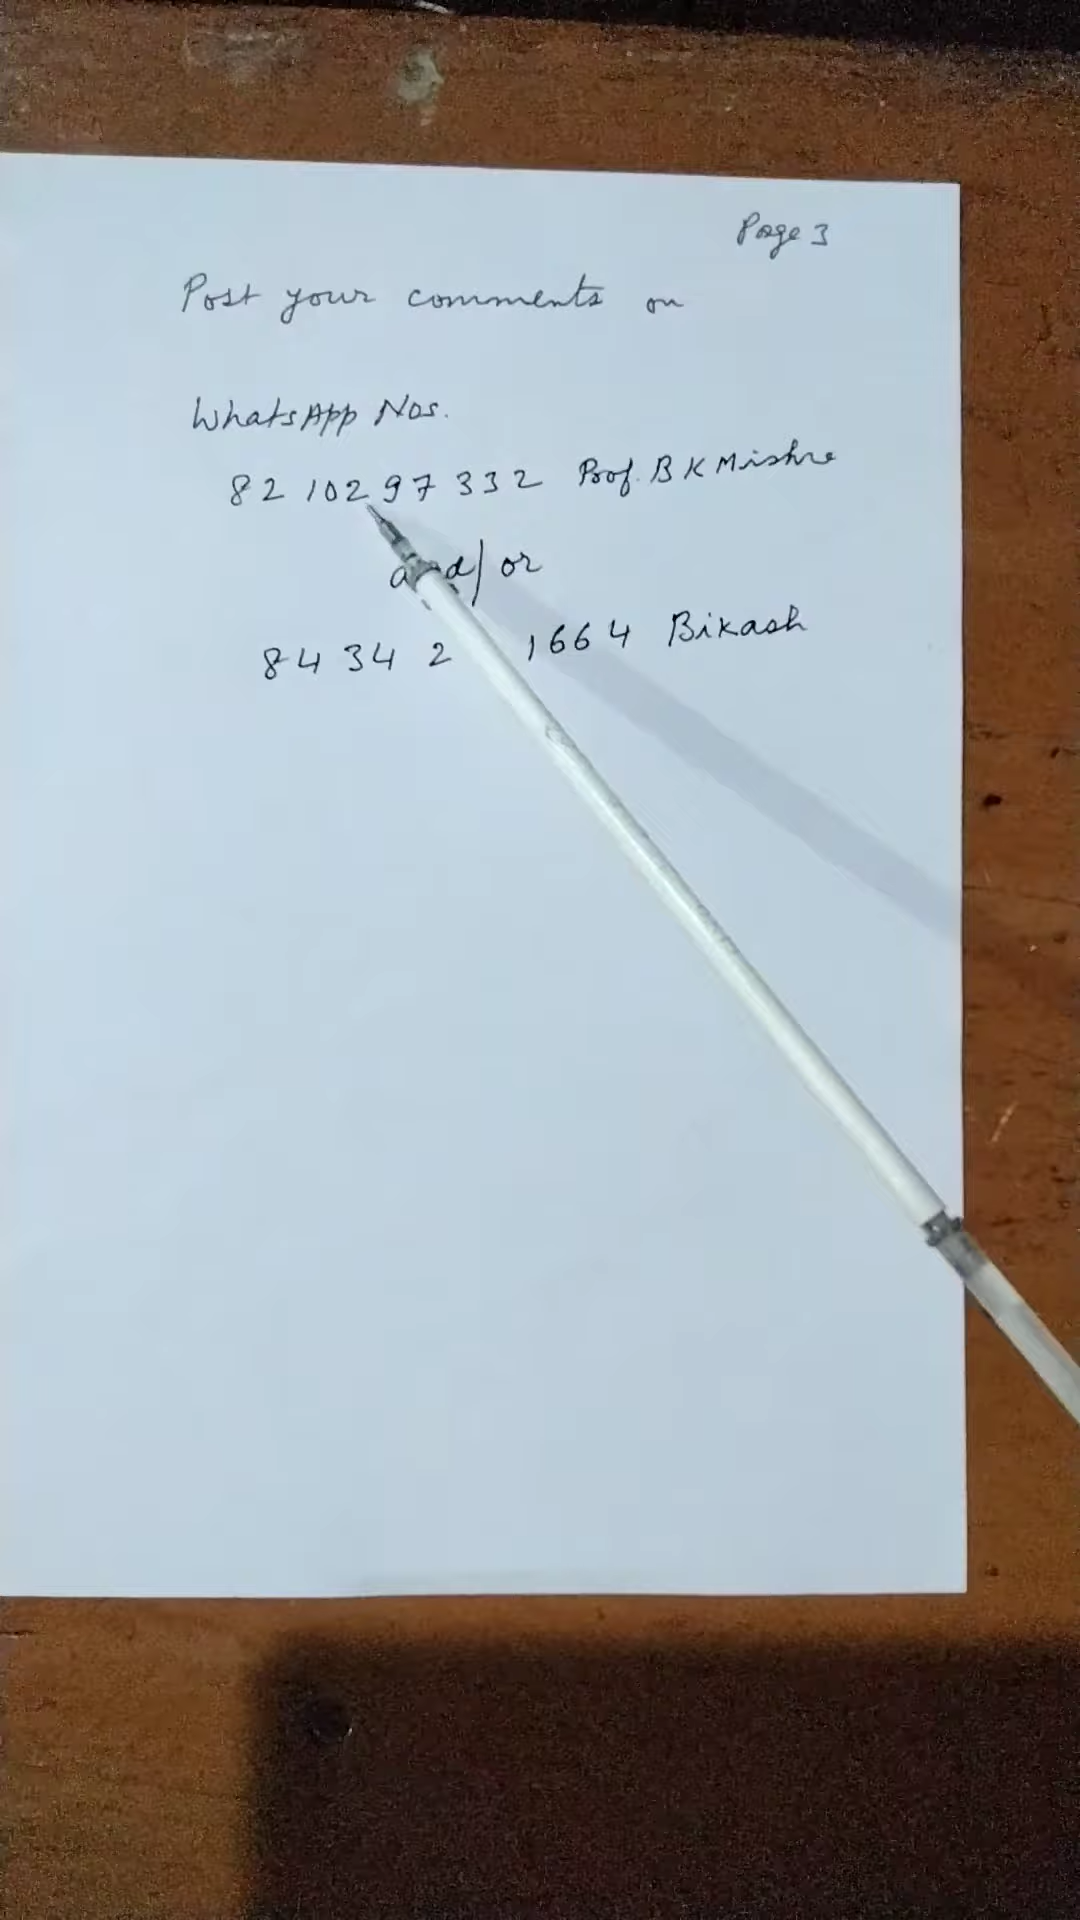 Page 3
Post your comments on
WhatsApp Nos.
82 10297 332 Prof. B K Mishra
and/or
84 34 2 1664 Bikash